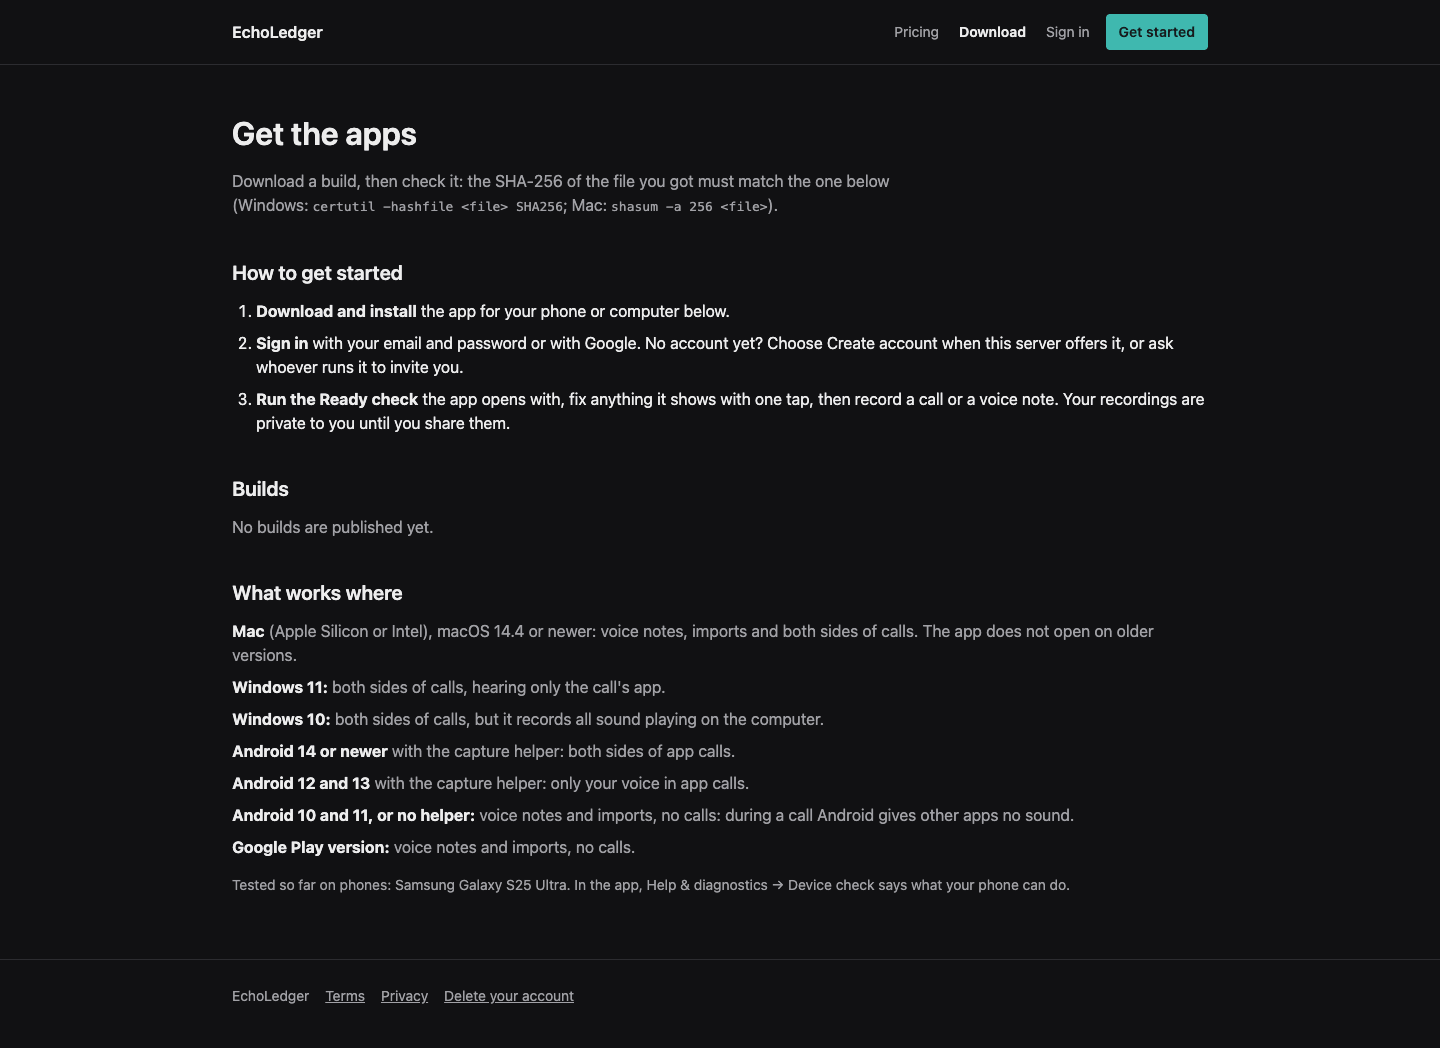 EchoLedger
Pricing
Download
Sign in
Get started
Get the apps
Download a build, then check it: the SHA-256 of the file you got must match the one below
(Windows: certutil -hashfile <file> SHA256; Mac: shasum -a 256 <file>).
How to get started
1. Download and install the app for your phone or computer below.
2. Sign in with your email and password or with Google. No account yet? Choose Create account when this server offers it, or ask
whoever runs it to invite you.
3. Run the Ready check the app opens with, fix anything it shows with one tap, then record a call or a voice note. Your recordings are
private to you until you share them.
Builds
No builds are published yet.
What works where
Mac (Apple Silicon or Intel), macOS 14.4 or newer: voice notes, imports and both sides of calls. The app does not open on older
versions.
Windows 11: both sides of calls, hearing only the call's app.
Windows 10: both sides of calls, but it records all sound playing on the computer.
Android 14 or newer with the capture helper: both sides of app calls.
Android 12 and 13 with the capture helper: only your voice in app calls.
Android 10 and 11, or no helper: voice notes and imports, no calls: during a call Android gives other apps no sound.
Google Play version: voice notes and imports, no calls.
Tested so far on phones: Samsung Galaxy S25 Ultra. In the app, Help & diagnostics → Device check says what your phone can do.
EchoLedger
Terms
Privacy
Delete your account